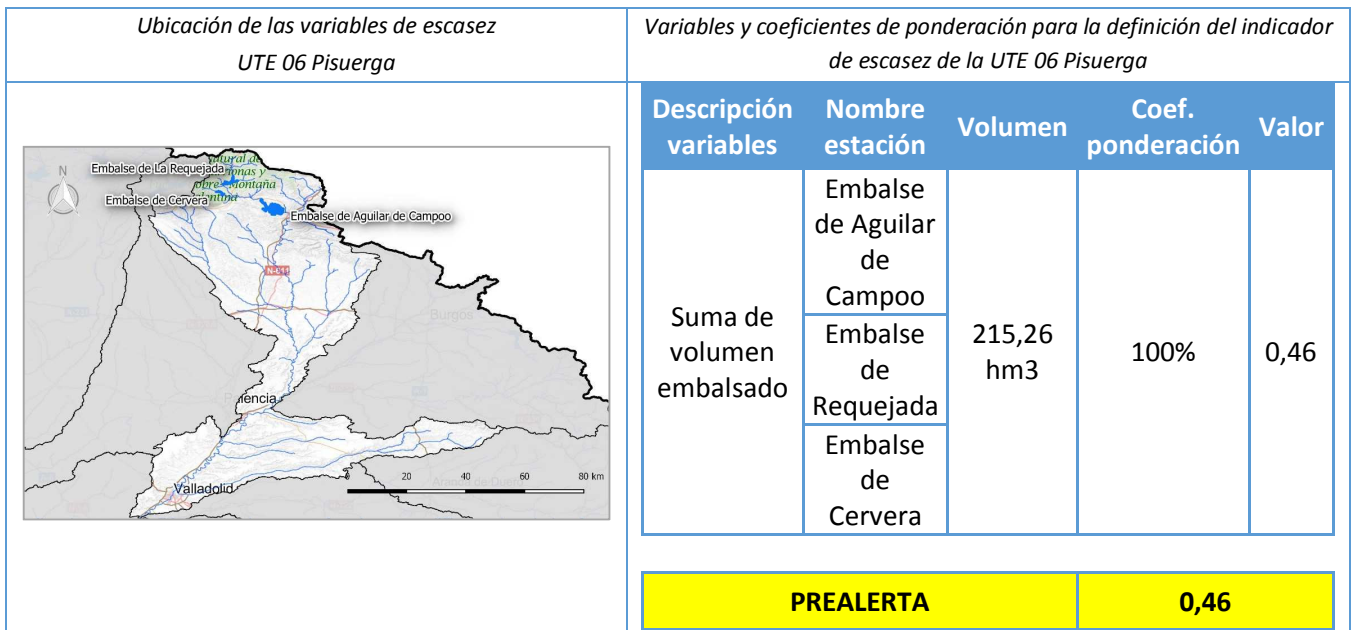 Ubicación de las variables de escasez
UTE 06 Pisuerga
Variables y coeficientes de ponderación para la definición del indicador
de escasez de la UTE 06 Pisuerga
N
Embalse de La Requejada
Embalse de Cervera
Embalse de Aguilar de Campoo
Burgos
Valladolid
0 20 40 60 80 km
Descripción
variables
Nombre
estación
Volumen
Coef.
ponderación
Valor
Suma de
volumen
embalsado
Embalse
de Aguilar
de
Campoo
Embalse
de
Requejada
Embalse
de
Cervera
215,26
hm3
100%
0,46
PREALERTA
0,46